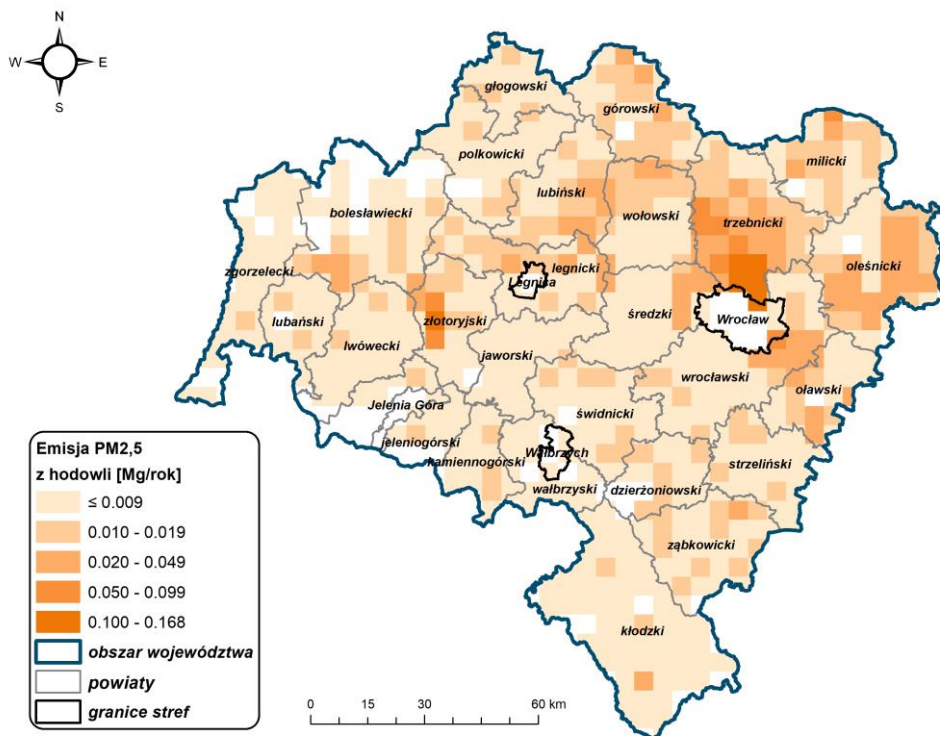 N
W E
S
głogowski
górowski
polkowicki
milicki
lubiński
bolesławiecki
wołowski
trzebnicki
zgorzelecki
legnicki
oleśnicki
Legnica
lubański
złotoryjski
średzki
Wrocław
lwówecki
jaworski
wrocławski
oławski
Jelenia Góra
świdnicki
jeleniogórski
Wałbrzych
kamiennogórski
strzeliński
wałbrzyski
dzierżoniowski
ząbkowicki
kłodzki
Emisja PM2,5
z hodowli [Mg/rok]
≤ 0.009
0.010 - 0.019
0.020 - 0.049
0.050 - 0.099
0.100 - 0.168
obszar województwa
powiaty
granice stref
0 15 30 60 km